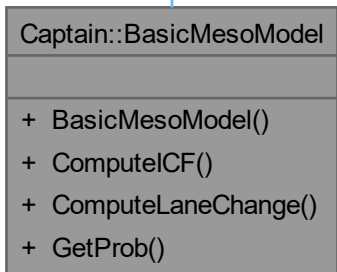 Captain::BasicMesoModel
+ BasicMesoModel()
+ ComputeICF()
+ ComputeLaneChange()
+ GetProb()